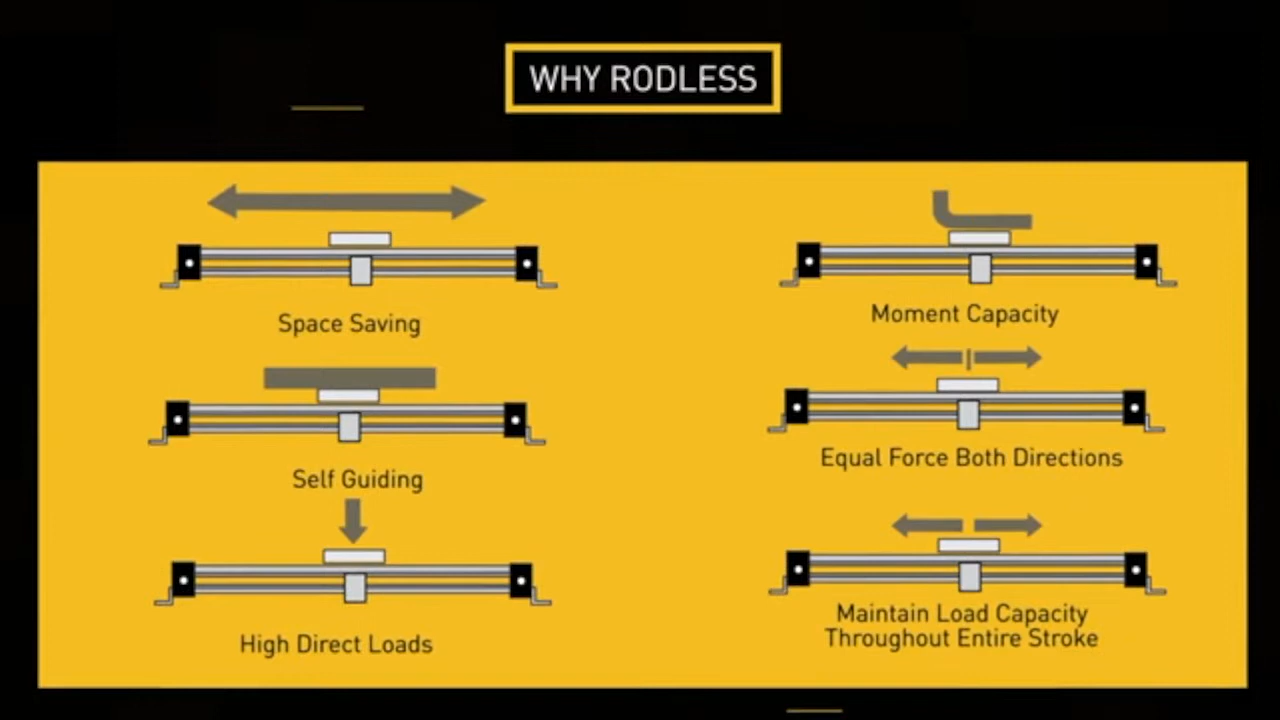 WHY RODLESS
Space Saving
Self Guiding
High Direct Loads
Moment Capacity
Equal Force Both Directions
Maintain Load Capacity
Throughout Entire Stroke